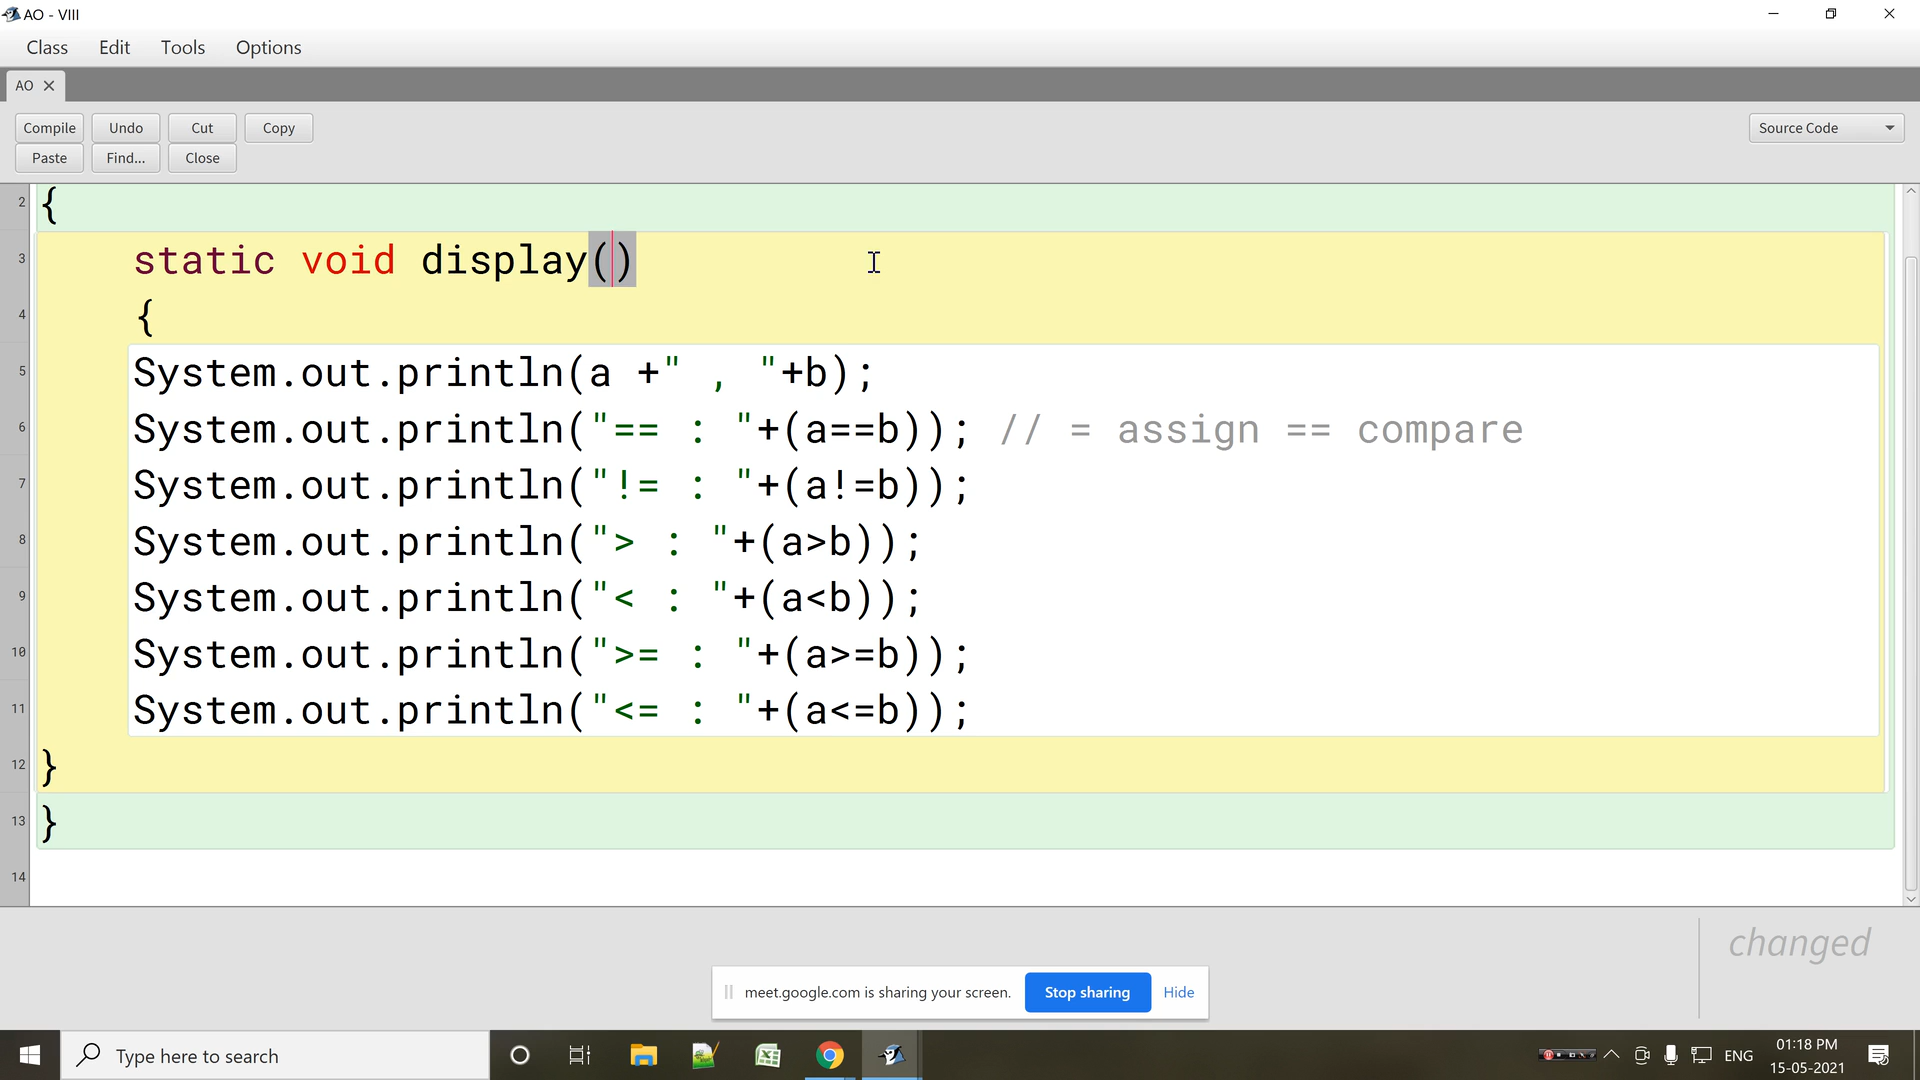 AO - VIII
Class Edit Tools Options
AO
Compile Undo Cut Copy
Source Code
Paste Find... Close
2 {
3 static void display()
4 {
5 System.out.println(a +" , "+b);
6 System.out.println("== : "+(a==b)); // = assign == compare
7 System.out.println("!= : "+(a!=b));
8 System.out.println("> : "+(a>b));
9 System.out.println("< : "+(a<b));
10 System.out.println(">= : "+(a>=b));
11 System.out.println("<= : "+(a<=b));
12 }
13 }
14
changed
meet.google.com is sharing your screen. Stop sharing Hide
Type here to search
ENG
01:18 PM
15-05-2021